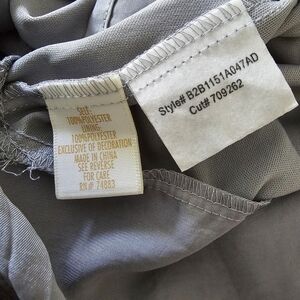 SELF:
100%POLYESTER
LINING:
100%POLYESTER
EXCLUSIVE OF DECORATION
MADE IN CHINA
SEE REVERSE
FOR CARE
RN# 74883
Style# B2B1151A047AD
Cut# 709262